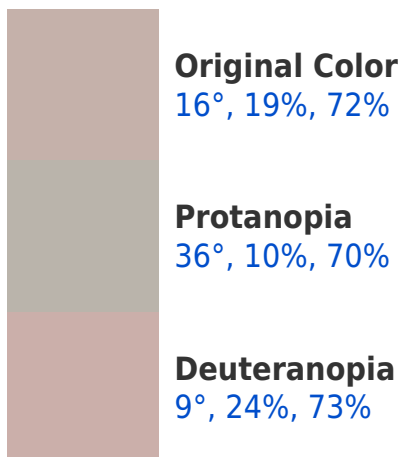 Original Color
16°, 19%, 72%
Protanopia
36°, 10%, 70%
Deuteranopia
9°, 24%, 73%